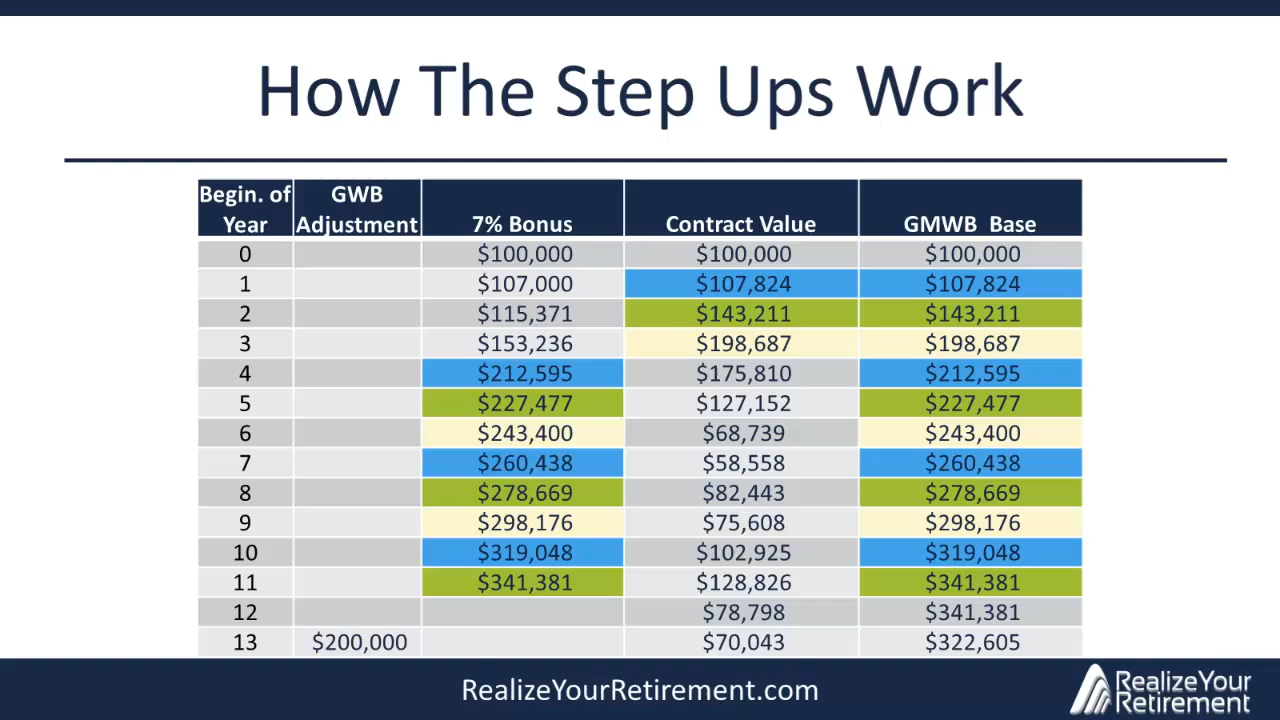 How The Step Ups Work
Begin. of Year GWB Adjustment 7% Bonus Contract Value GMWB Base
0 $100,000 $100,000 $100,000
1 $107,000 $107,824 $107,824
2 $115,371 $143,211 $143,211
3 $153,236 $198,687 $198,687
4 $212,595 $175,810 $212,595
5 $227,477 $127,152 $227,477
6 $243,400 $68,739 $243,400
7 $260,438 $58,558 $260,438
8 $278,669 $82,443 $278,669
9 $298,176 $75,608 $298,176
10 $319,048 $102,925 $319,048
11 $341,381 $128,826 $341,381
12 $78,798 $341,381
13 $200,000 $70,043 $322,605
RealizeYourRetirement.com
RealizeYour
Retirement